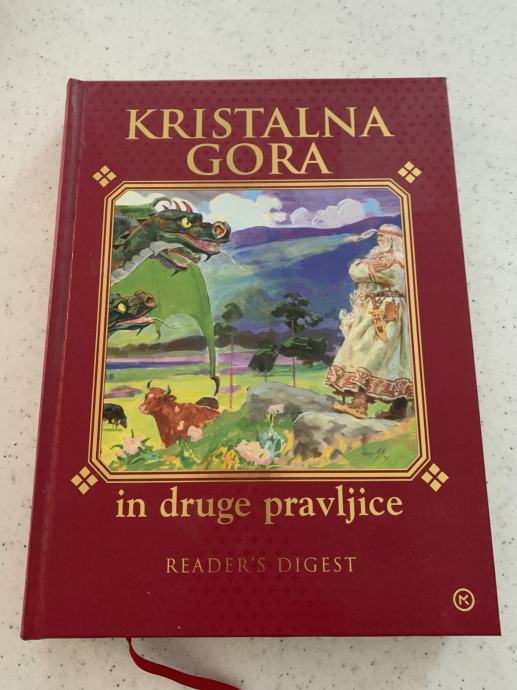 KRISTALNA
GORA
in druge pravljice
READER'S DIGEST